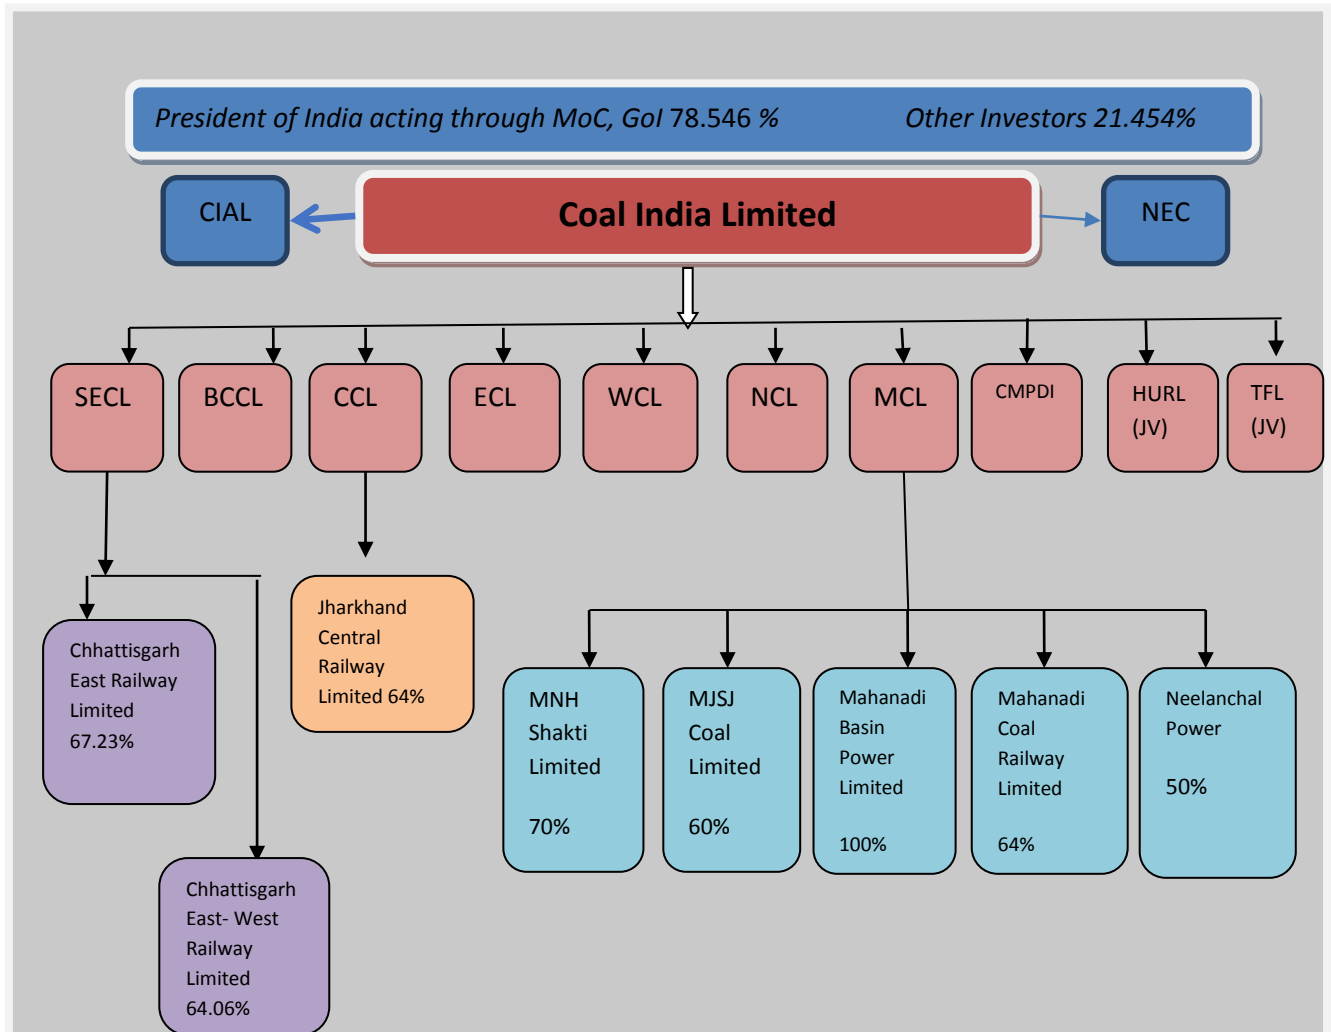 President of India acting through MoC, GoI 78.546 % Other Investors 21.454%
CIAL
Coal India Limited
NEC
SECL
BCCL
CCL
ECL
WCL
NCL
MCL
CMPDI
HURL
(JV)
TFL
(JV)
Chhattisgarh
East Railway
Limited
67.23%
Chhattisgarh
East- West
Railway
Limited
64.06%
Jharkhand
Central
Railway
Limited 64%
MNH
Shakti
Limited
70%
MJSJ
Coal
Limited
60%
Mahanadi
Basin
Power
Limited
100%
Mahanadi
Coal
Railway
Limited
64%
Neelanchal
Power
50%